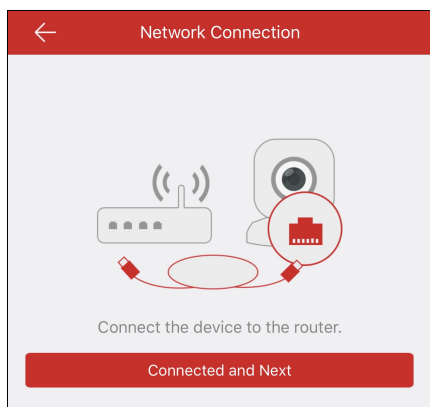 Network Connection
Connect the device to the router.
Connected and Next